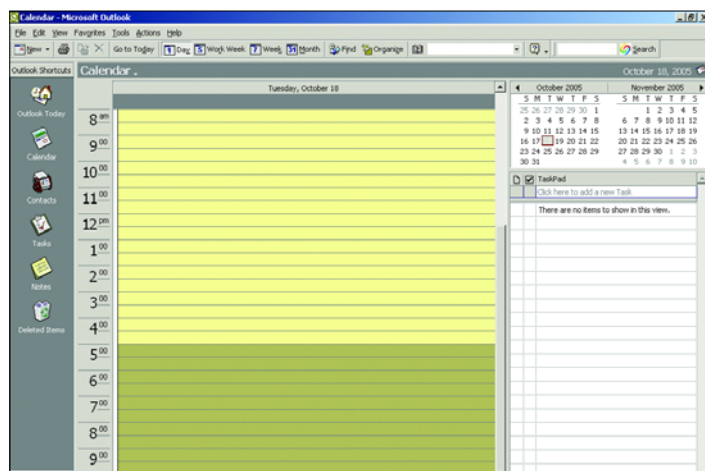 Calendar - Microsoft Outlook
File Edit View Favorites Tools Actions Help
New Go to Today 1 Day 5 Work Week 7 Week 31 Month Find Organize Search
Outlook Shortcuts Calendar . October 18, 2005
Outlook Today
Calendar
Contacts
Tasks
Notes
Deleted Items
Tuesday, October 18
8 am
9 00
10 00
11 00
12 pm
1 00
2 00
3 00
4 00
5 00
6 00
7 00
8 00
9 00
October 2005
S M T W T F S
25 26 27 28 29 30 1
2 3 4 5 6 7 8
9 10 11 12 13 14 15
16 17 18 19 20 21 22
23 24 25 26 27 28 29
30 31
November 2005
S M T W T F S
1 2 3 4 5
6 7 8 9 10 11 12
13 14 15 16 17 18 19
20 21 22 23 24 25 26
27 28 29 30 1 2 3
4 5 6 7 8 9 10
TaskPad
Click here to add a new Task
There are no items to show in this view.